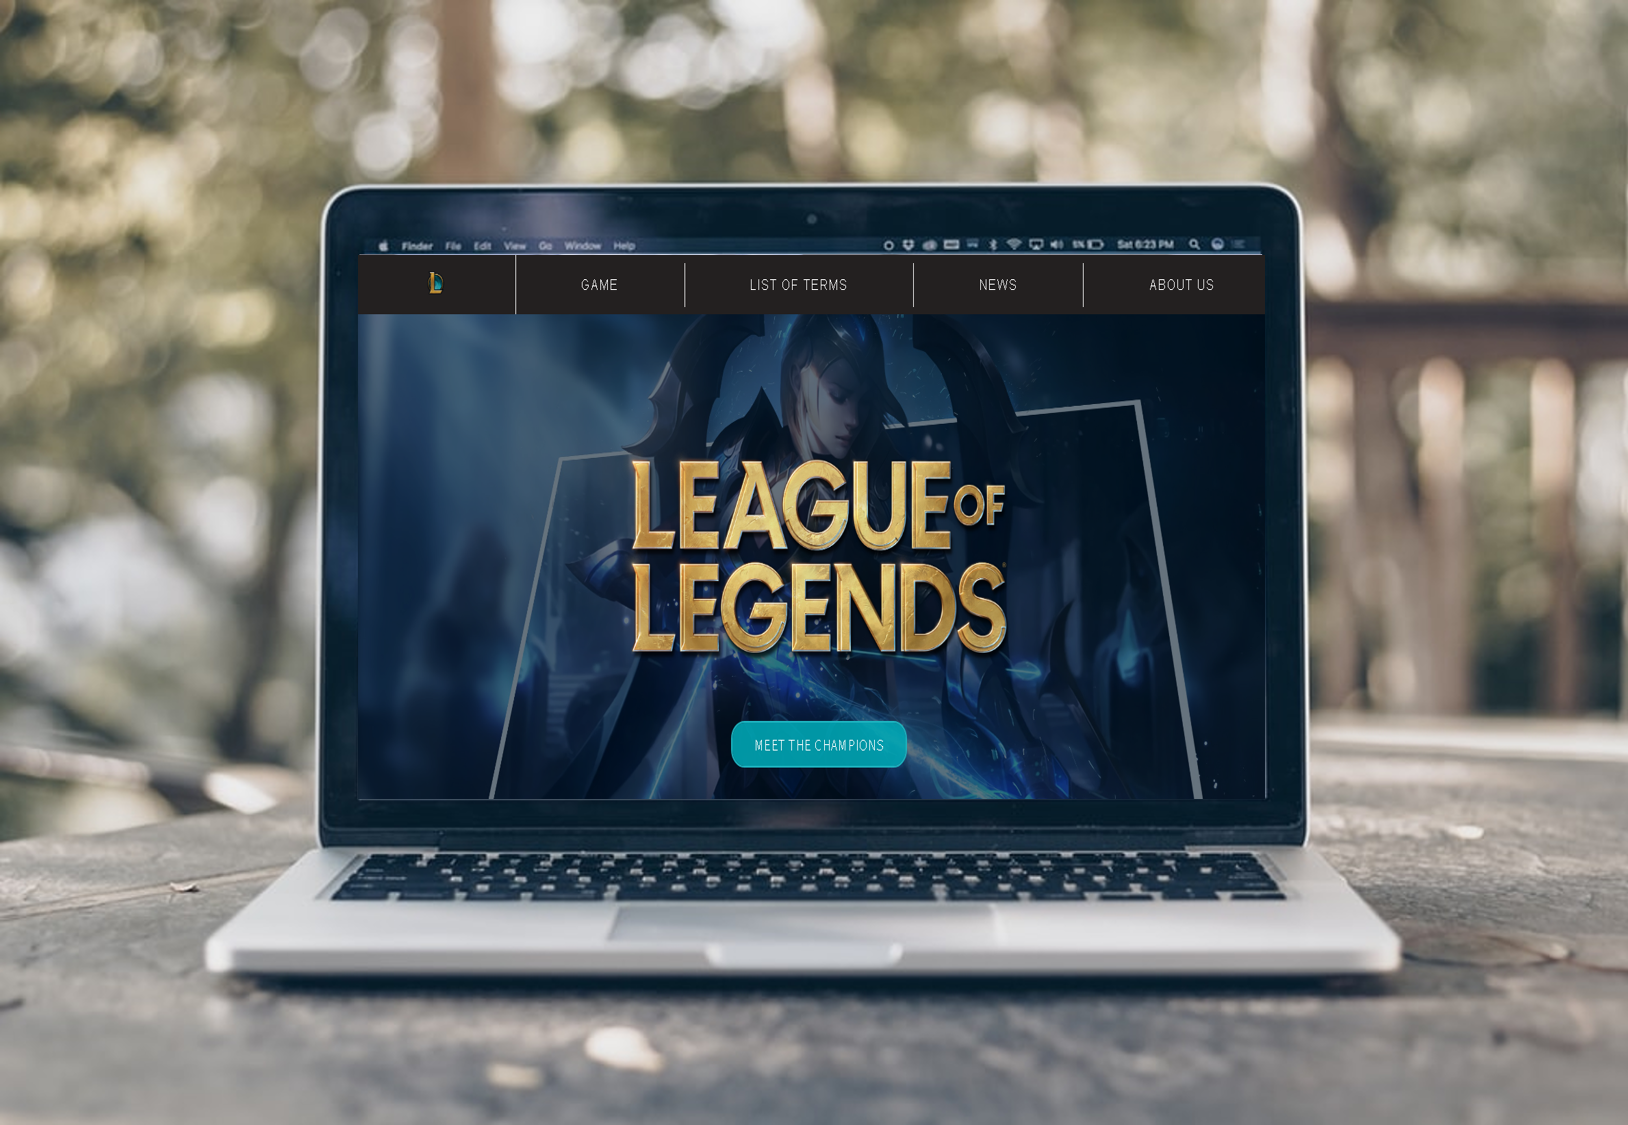 Finder File Edit View Go Window Help 5% Sat 6:23 PM
L GAME LIST OF TERMS NEWS ABOUT US
LEAGUE OF
LEGENDS
MEET THE CHAMPIONS